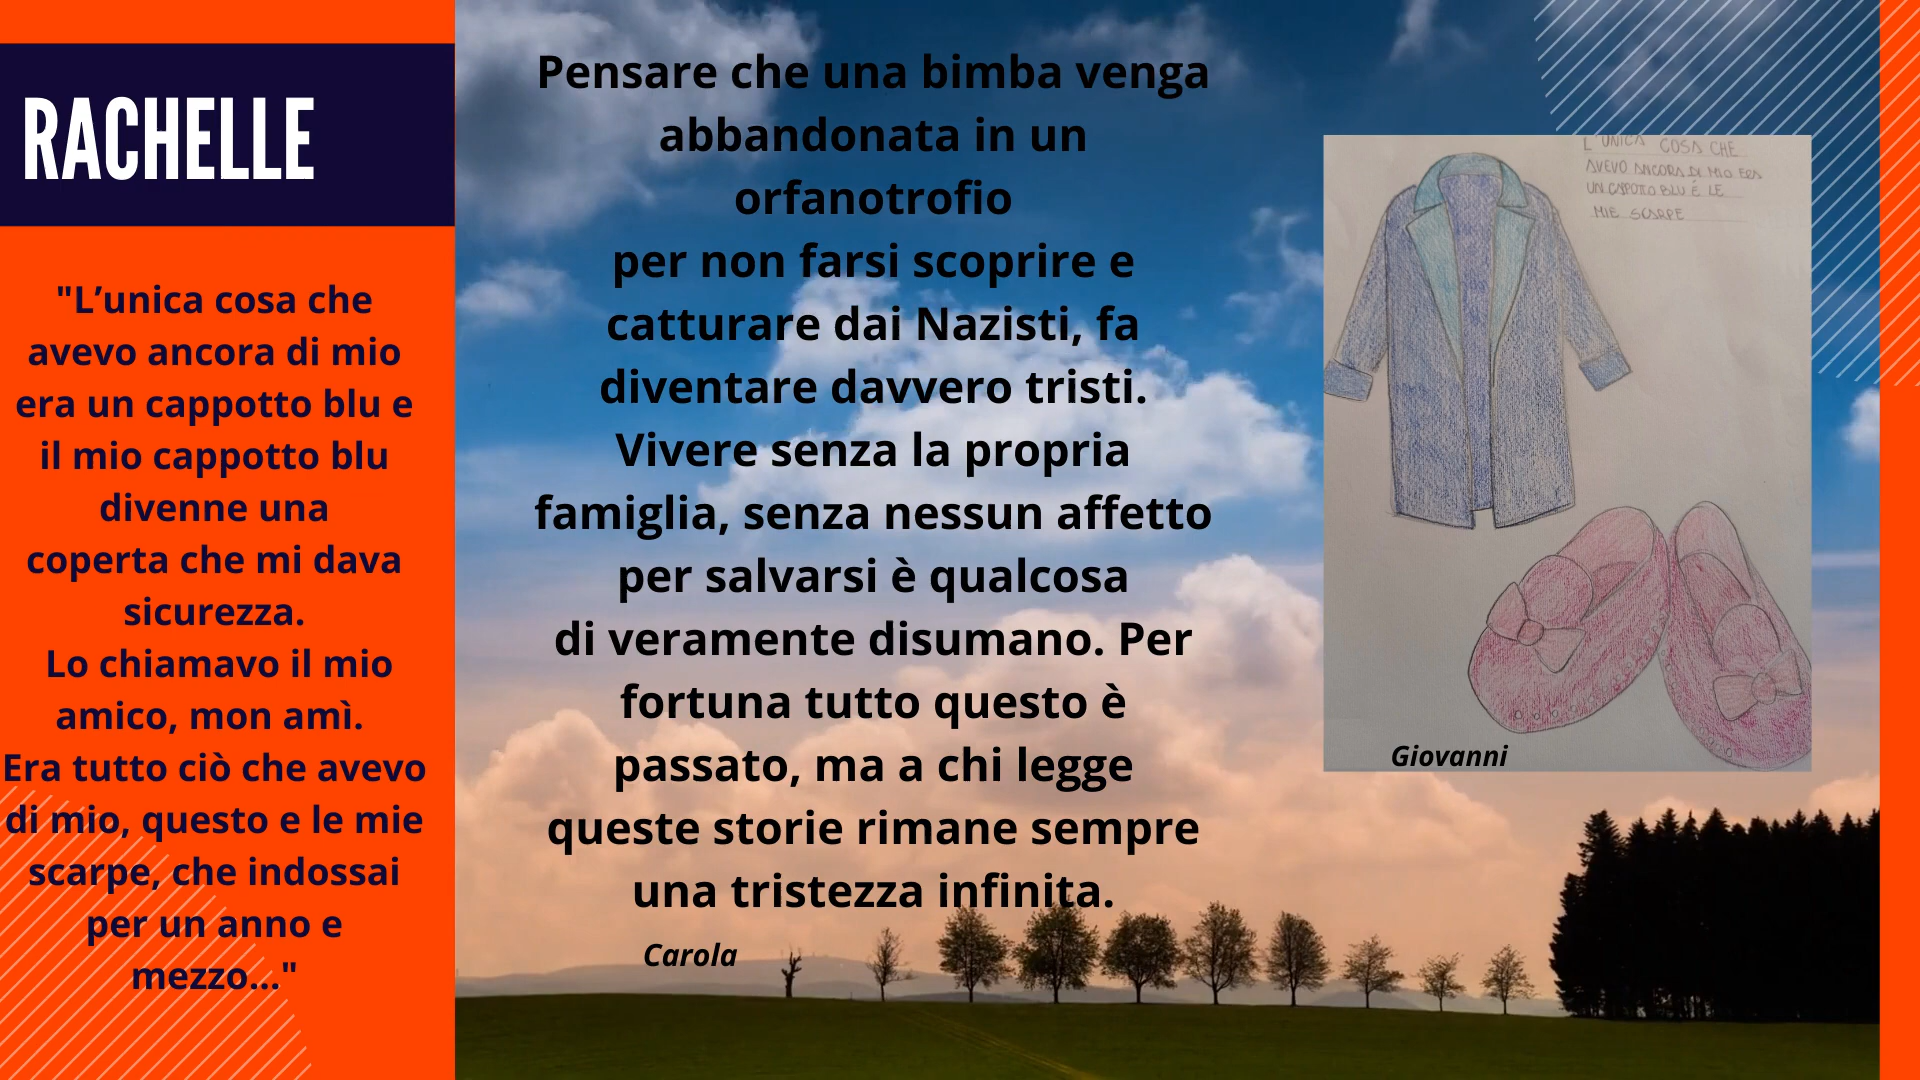 RACHELLE
"L’unica cosa che
avevo ancora di mio
era un cappotto blu e
il mio cappotto blu
divenne una
coperta che mi dava
sicurezza.
Lo chiamavo il mio
amico, mon amì.
Era tutto ciò che avevo
di mio, questo e le mie
scarpe, che indossai
per un anno e
mezzo..."
Pensare che una bimba venga
abbandonata in un
orfanotrofio
per non farsi scoprire e
catturare dai Nazisti, fa
diventare davvero tristi.
Vivere senza la propria
famiglia, senza nessun affetto
per salvarsi è qualcosa
di veramente disumano. Per
fortuna tutto questo è
passato, ma a chi legge
queste storie rimane sempre
una tristezza infinita.
Carola
L'UNICA COSA CHE
AVEVO ANCORA DI MIO
UN CAPOTTO BLU È LE
MIE SCARPE
Giovanni